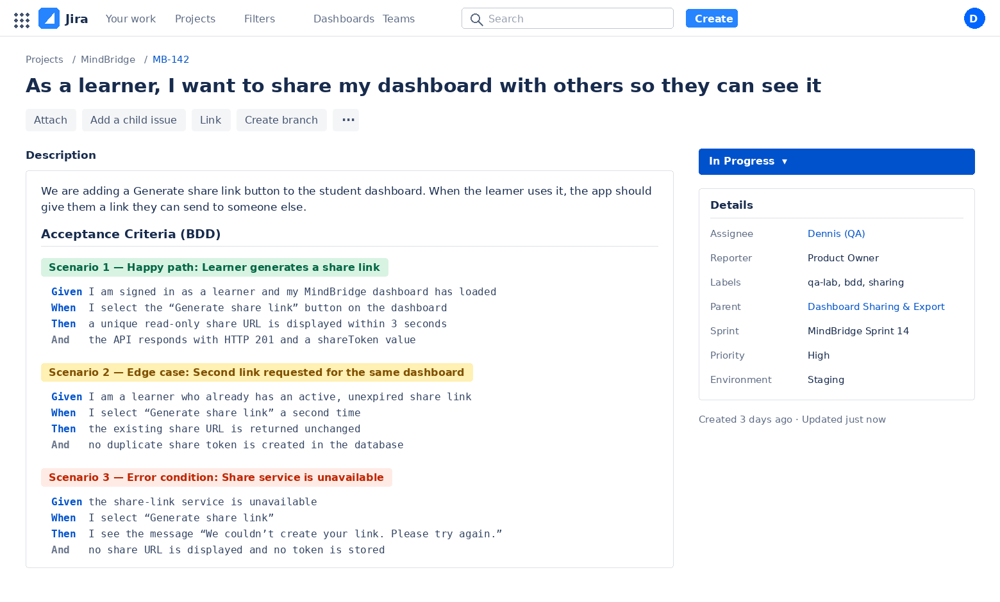 Jira
Your work
Projects
Filters
Dashboards
Teams
Search
Create
D
Projects / MindBridge / MB-142
As a learner, I want to share my dashboard with others so they can see it
Attach
Add a child issue
Link
Create branch
···
Description
We are adding a Generate share link button to the student dashboard. When the learner uses it, the app should
give them a link they can send to someone else.
Acceptance Criteria (BDD)
Scenario 1 — Happy path: Learner generates a share link
Given I am signed in as a learner and my MindBridge dashboard has loaded
When I select the “Generate share link” button on the dashboard
Then a unique read-only share URL is displayed within 3 seconds
And the API responds with HTTP 201 and a shareToken value
Scenario 2 — Edge case: Second link requested for the same dashboard
Given I am a learner who already has an active, unexpired share link
When I select “Generate share link” a second time
Then the existing share URL is returned unchanged
And no duplicate share token is created in the database
Scenario 3 — Error condition: Share service is unavailable
Given the share-link service is unavailable
When I select “Generate share link”
Then I see the message “We couldn’t create your link. Please try again.”
And no share URL is displayed and no token is stored
In Progress ▾
Details
Assignee Dennis (QA)
Reporter Product Owner
Labels qa-lab, bdd, sharing
Parent Dashboard Sharing & Export
Sprint MindBridge Sprint 14
Priority High
Environment Staging
Created 3 days ago · Updated just now